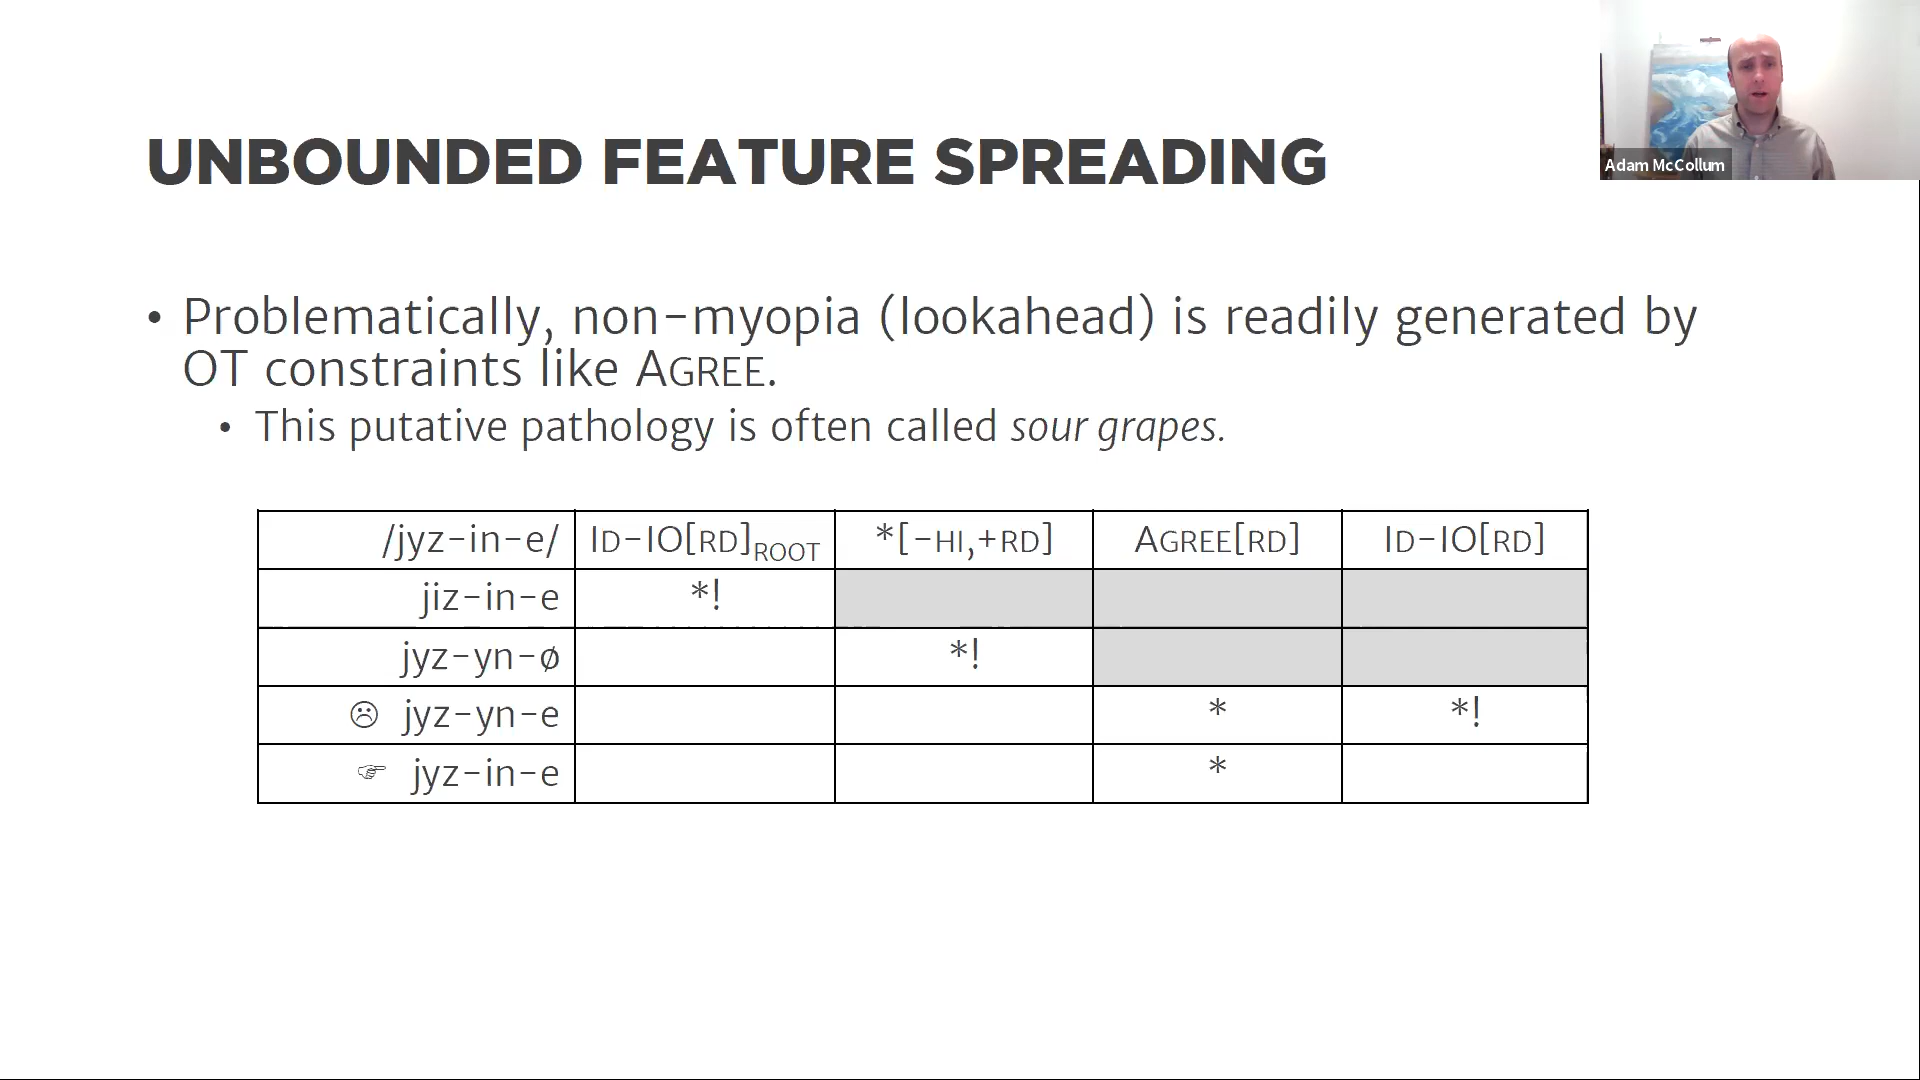 Adam McCollum
UNBOUNDED FEATURE SPREADING
• Problematically, non-myopia (lookahead) is readily generated by
OT constraints like AGREE.
• This putative pathology is often called sour grapes.
/jyz-in-e/ ID-IO[RD]ROOT *[-HI,+RD] AGREE[RD] ID-IO[RD]
jiz-in-e *!
jyz-yn-ø *!
☹ jyz-yn-e * *!
☞ jyz-in-e *